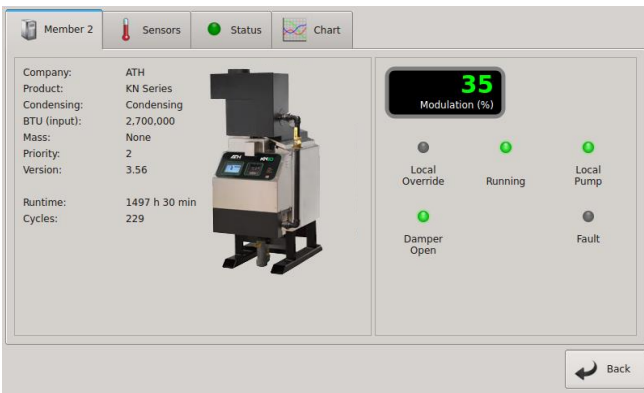 Member 2
Sensors
Status
Chart
Company: ATH
Product: KN Series
Condensing: Condensing
BTU (input): 2,700,000
Mass: None
Priority: 2
Version: 3.56
Runtime: 1497 h 30 min
Cycles: 229
ATH
35
Modulation (%)
Local
Override
Running
Local
Pump
Damper
Open
Fault
Back